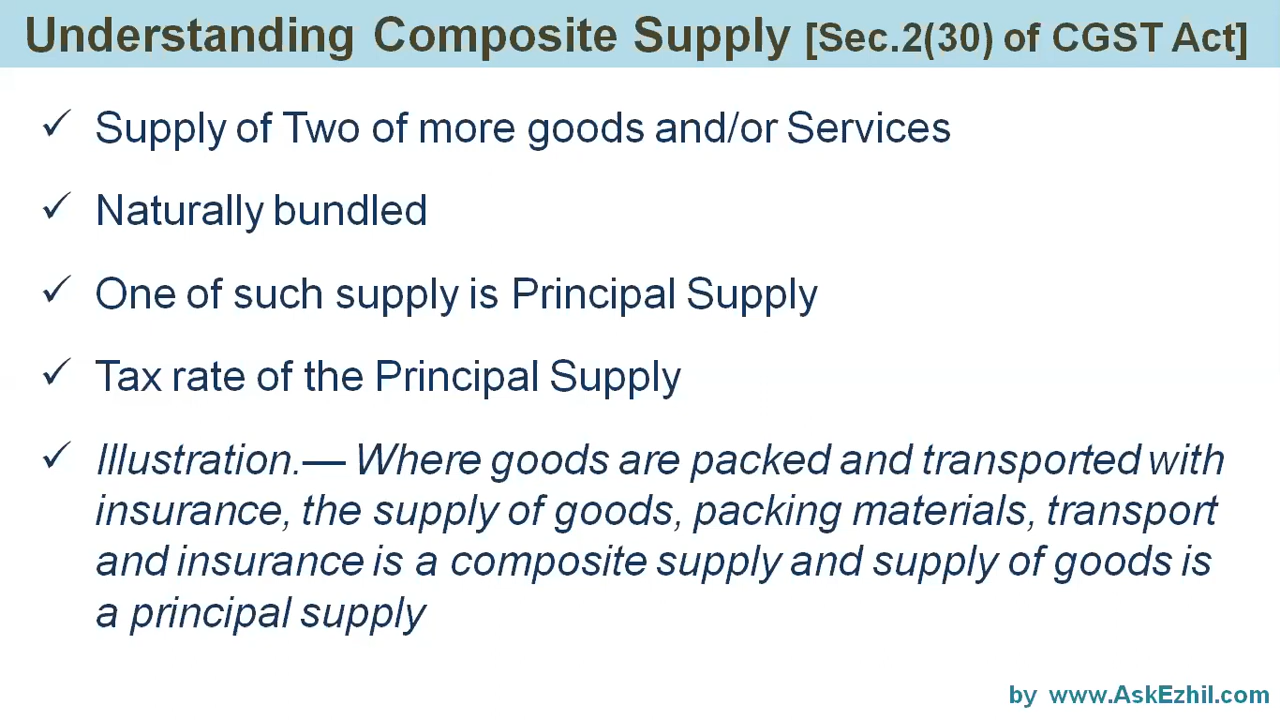 Understanding Composite Supply [Sec.2(30) of CGST Act]
✓ Supply of Two of more goods and/or Services
✓ Naturally bundled
✓ One of such supply is Principal Supply
✓ Tax rate of the Principal Supply
✓ Illustration.— Where goods are packed and transported with
insurance, the supply of goods, packing materials, transport
and insurance is a composite supply and supply of goods is
a principal supply
by www.AskEzhil.com